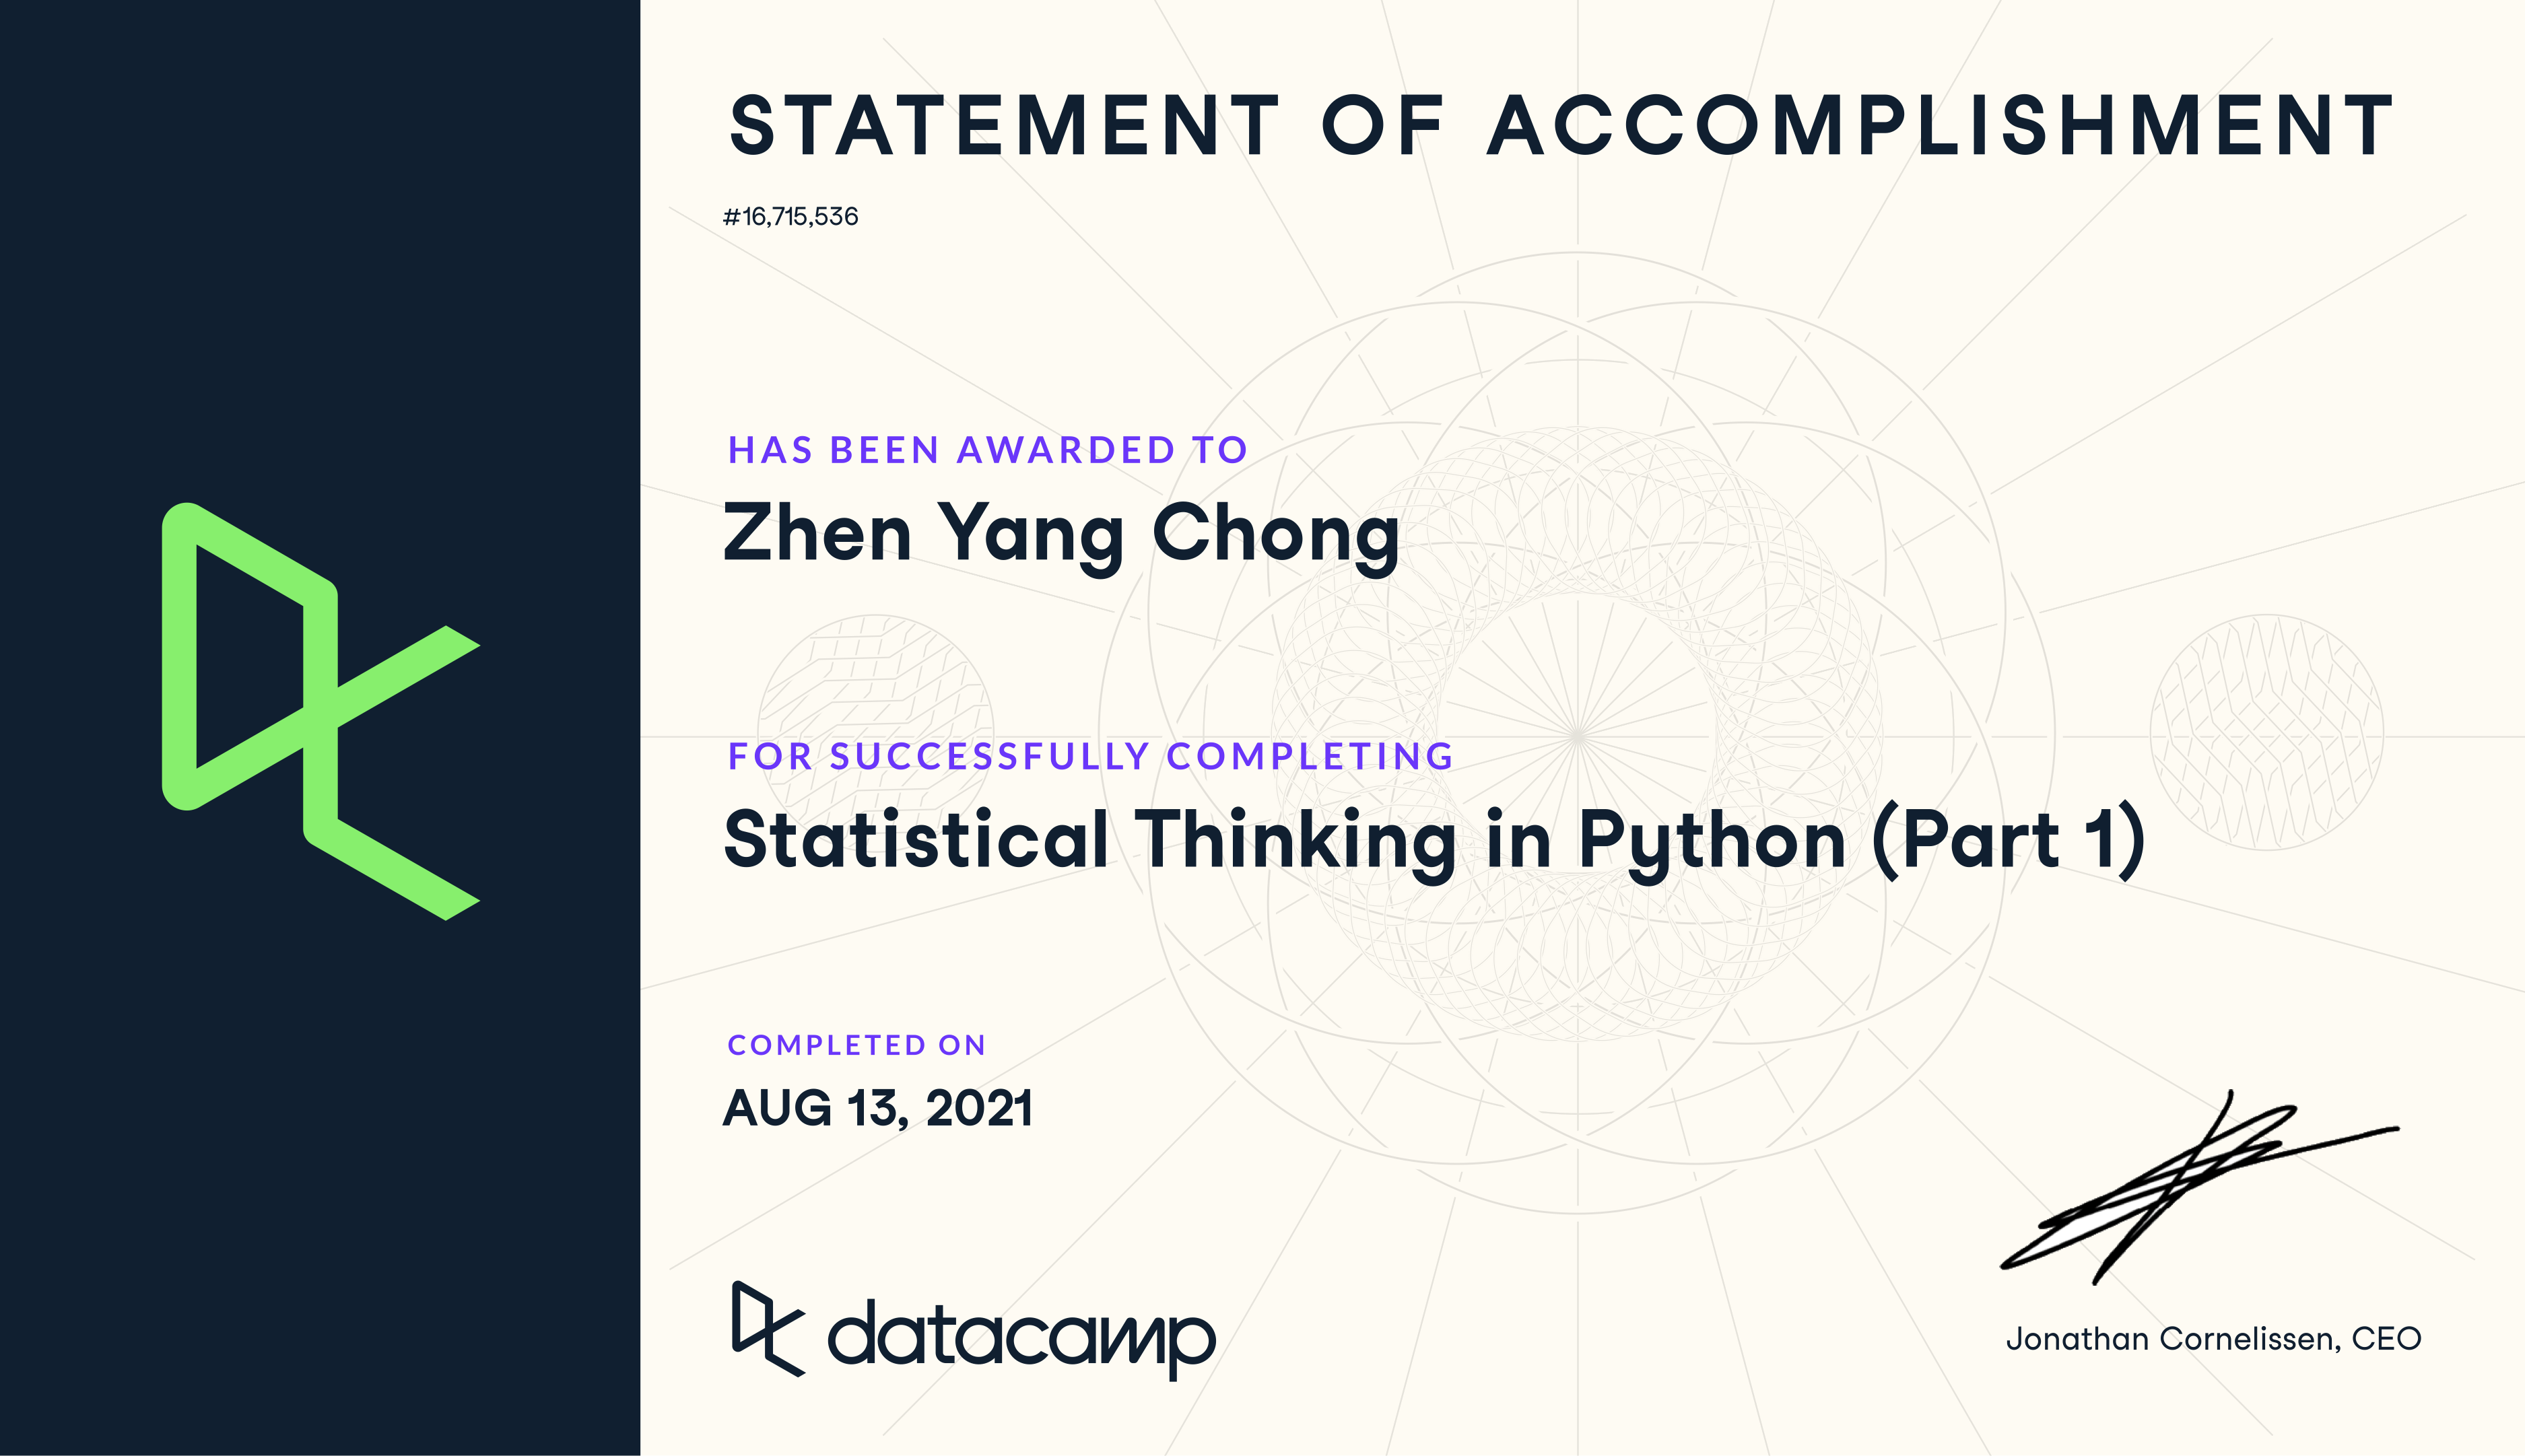 STATEMENT OF ACCOMPLISHMENT
#16,715,536
HAS BEEN AWARDED TO
Zhen Yang Chong
FOR SUCCESSFULLY COMPLETING
Statistical Thinking in Python (Part 1)
COMPLETED ON
AUG 13, 2021
datacamp
Jonathan Cornelissen, CEO